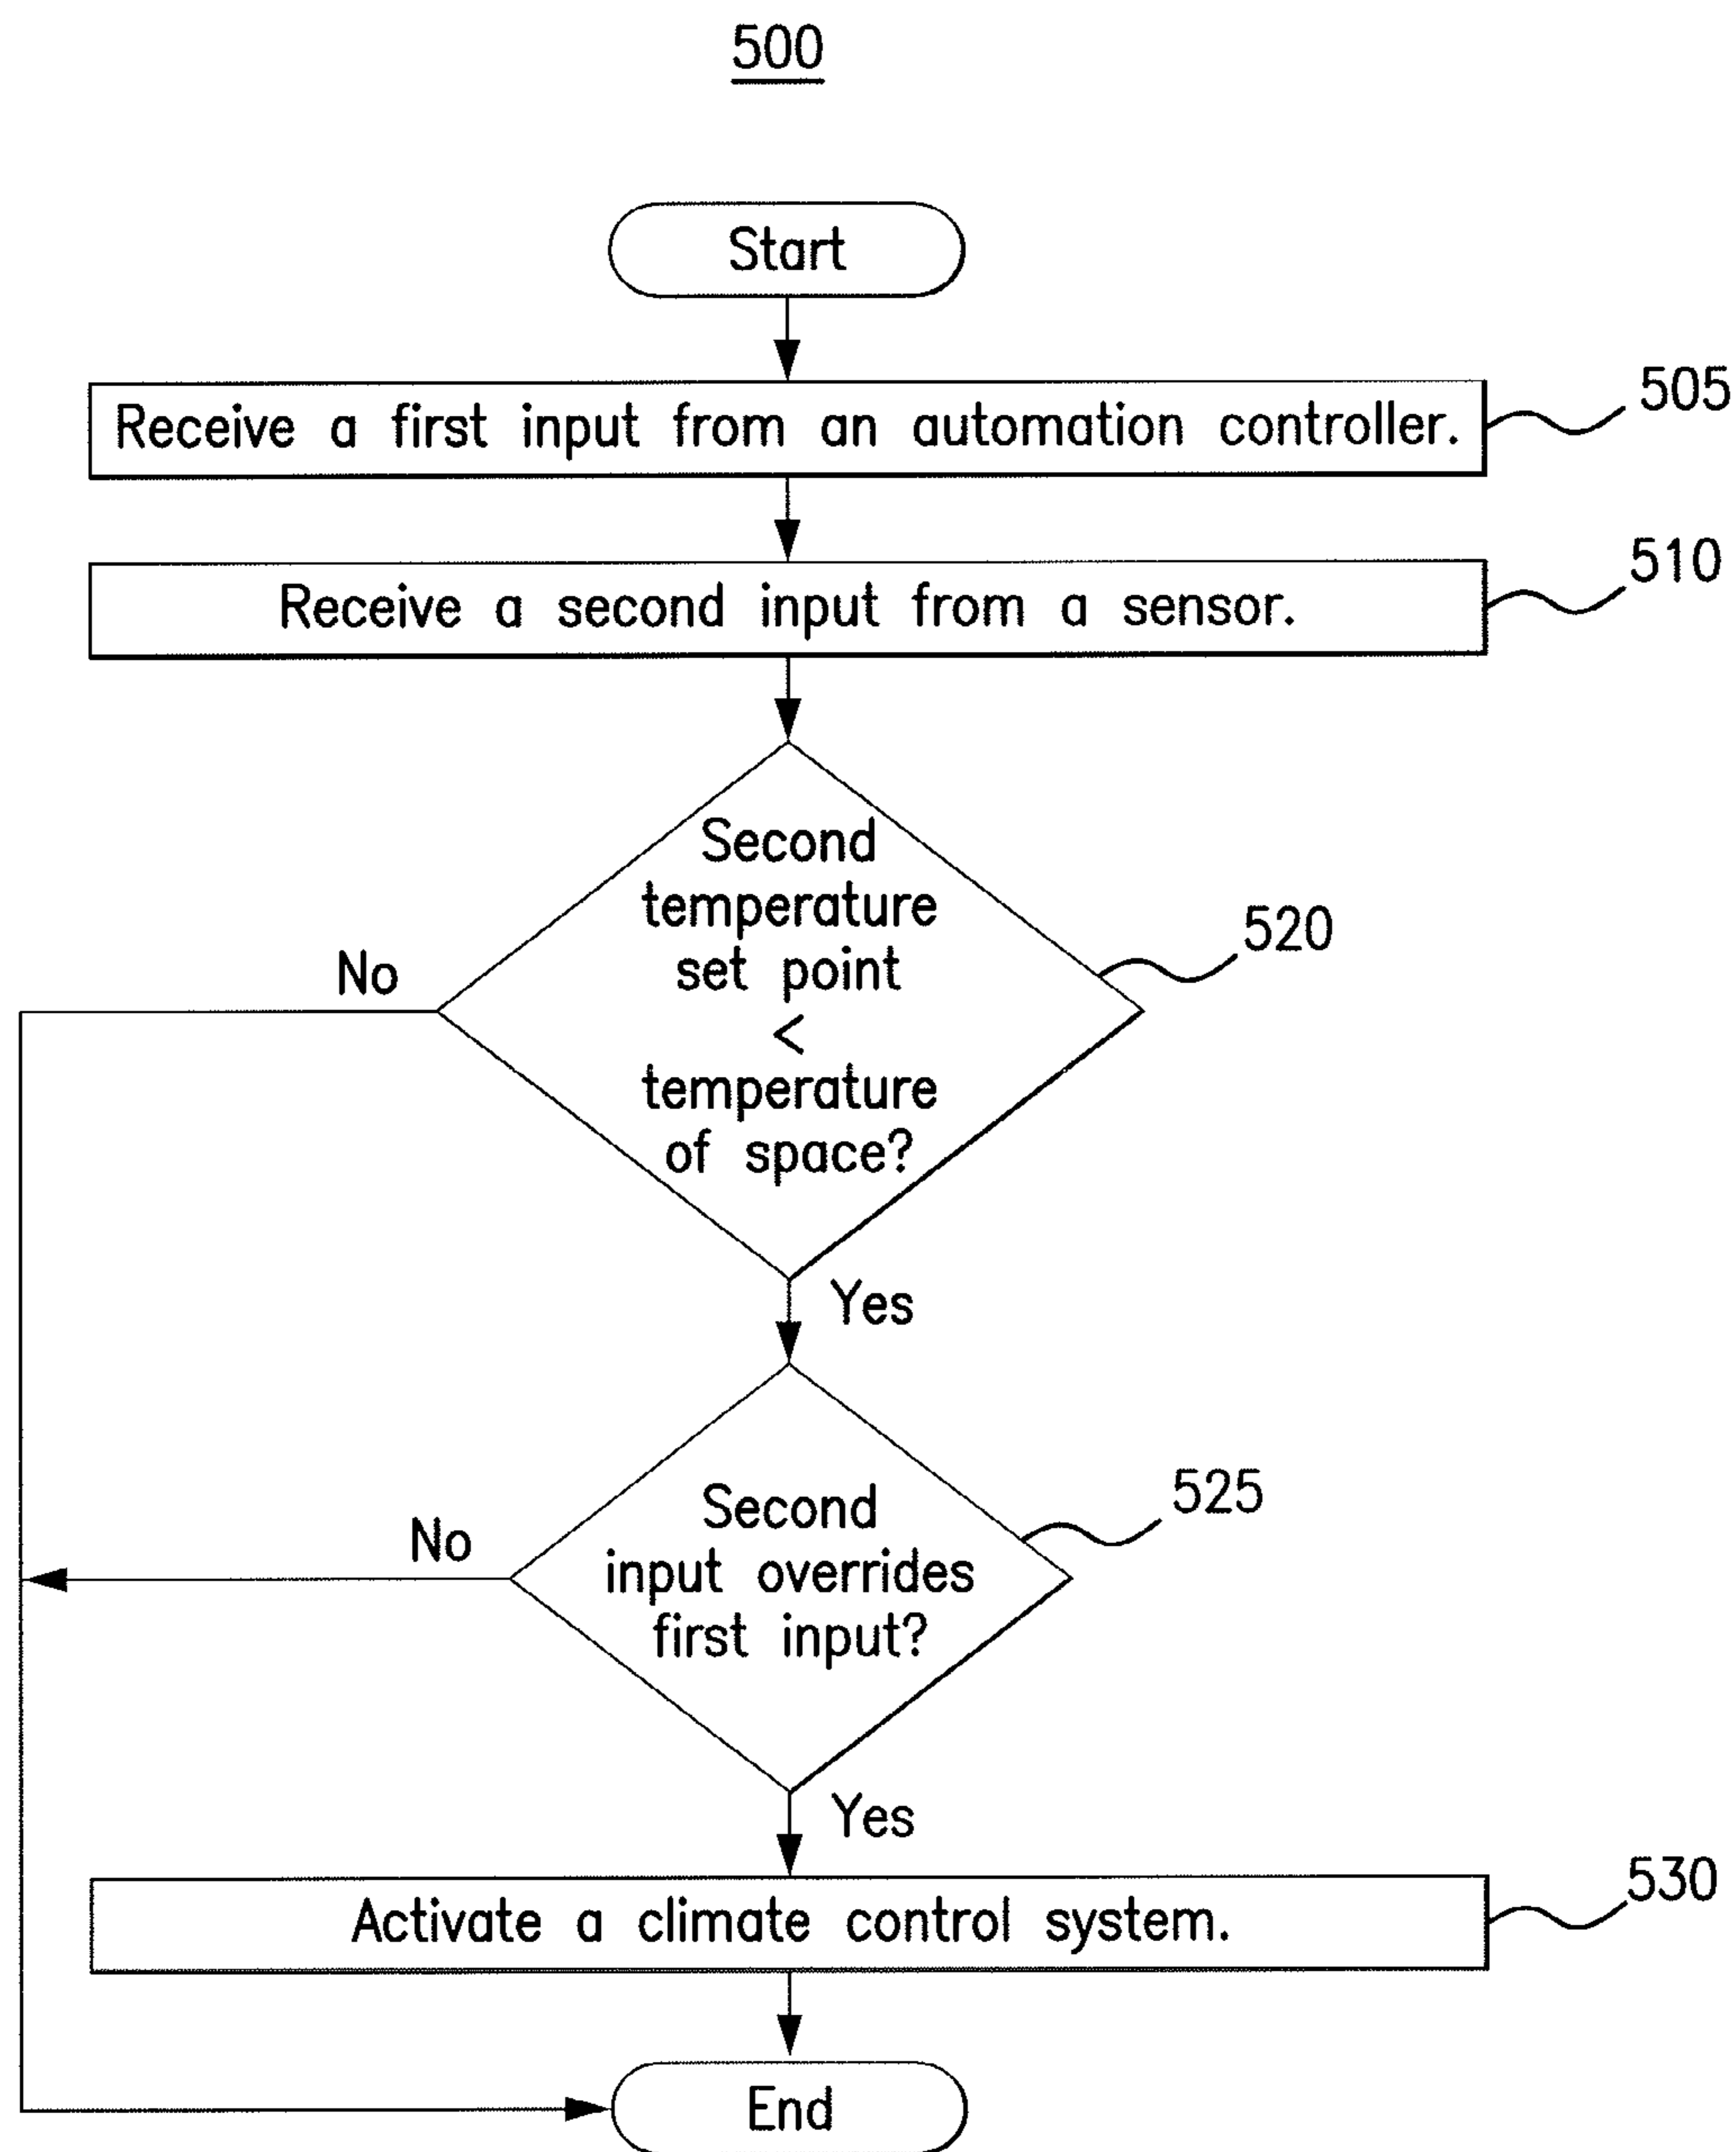 500
Start
Receive a first input from an automation controller.
505
Receive a second input from a sensor.
510
Second
temperature
set point
<
temperature
of space?
520
No
Yes
Second
input overrides
first input?
525
No
Yes
Activate a climate control system.
530
End